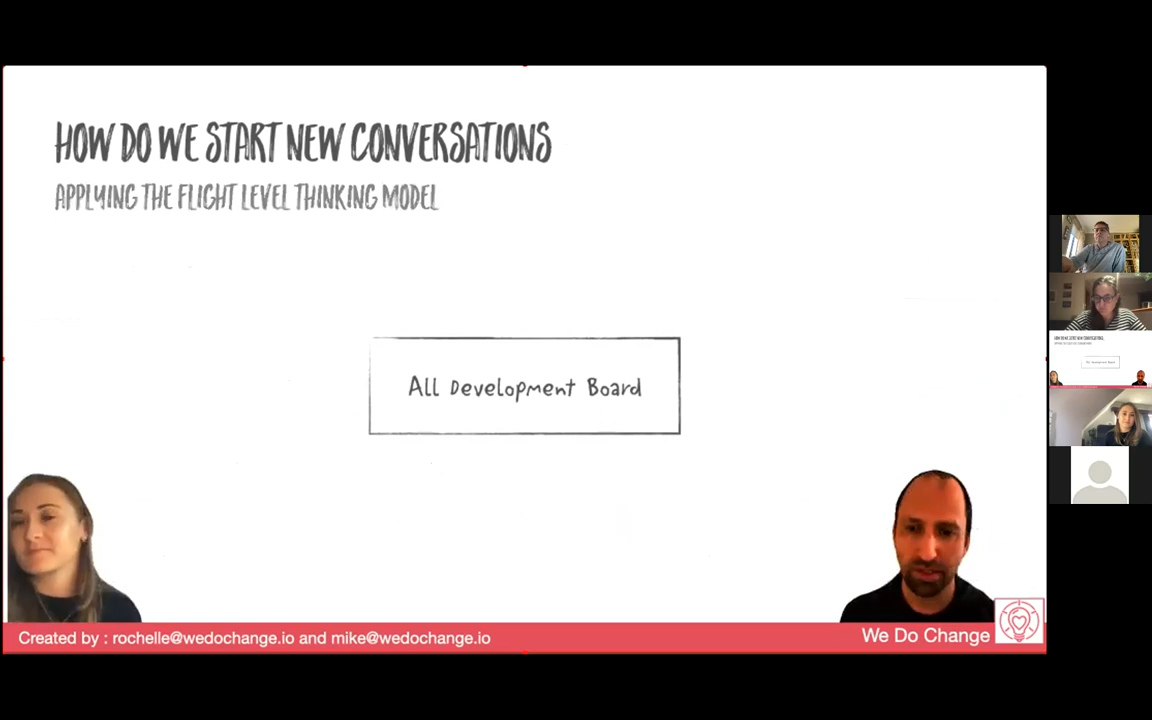 HOW DO WE START NEW CONVERSATIONS
APPLYING THE FLIGHT LEVEL THINKING MODEL
All Development Board
Created by : rochelle@wedochange.io and mike@wedochange.io
We Do Change